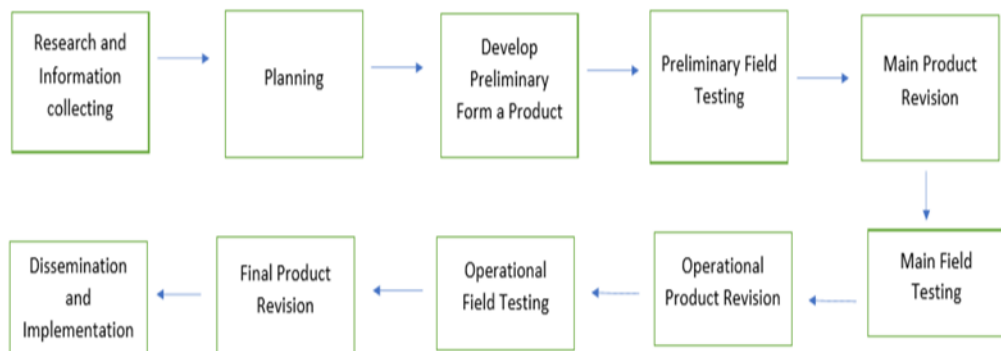 Research and
Information
collecting
Planning
Develop
Preliminary
Form a Product
Preliminary Field
Testing
Main Product
Revision
Main Field
Testing
Operational
Product Revision
Operational
Field Testing
Final Product
Revision
Dissemination
and
Implementation